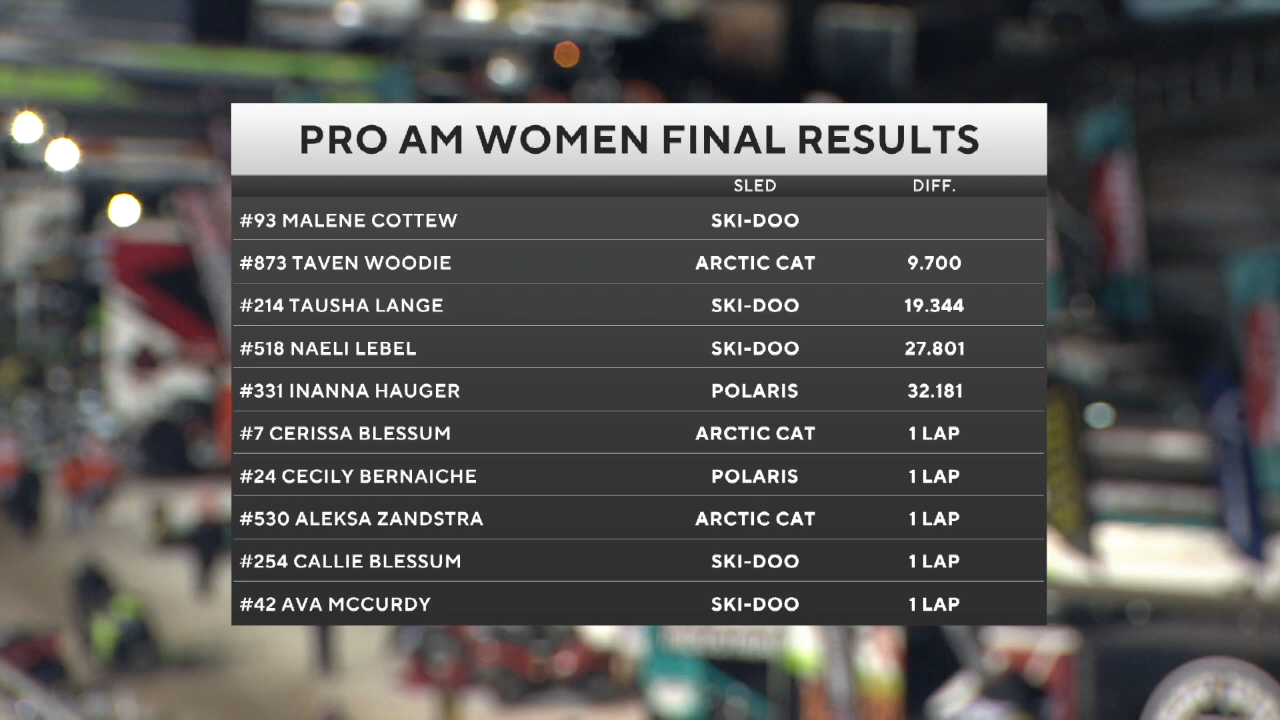 PRO AM WOMEN FINAL RESULTS
SLED DIFF.
#93 MALENE COTTEW SKI-DOO
#873 TAVEN WOODIE ARCTIC CAT 9.700
#214 TAUSHA LANGE SKI-DOO 19.344
#518 NAELI LEBEL SKI-DOO 27.801
#331 INANNA HAUGER POLARIS 32.181
#7 CERISSA BLESSUM ARCTIC CAT 1 LAP
#24 CECILY BERNAICHE POLARIS 1 LAP
#530 ALEKSA ZANDSTRA ARCTIC CAT 1 LAP
#254 CALLIE BLESSUM SKI-DOO 1 LAP
#42 AVA MCCURDY SKI-DOO 1 LAP